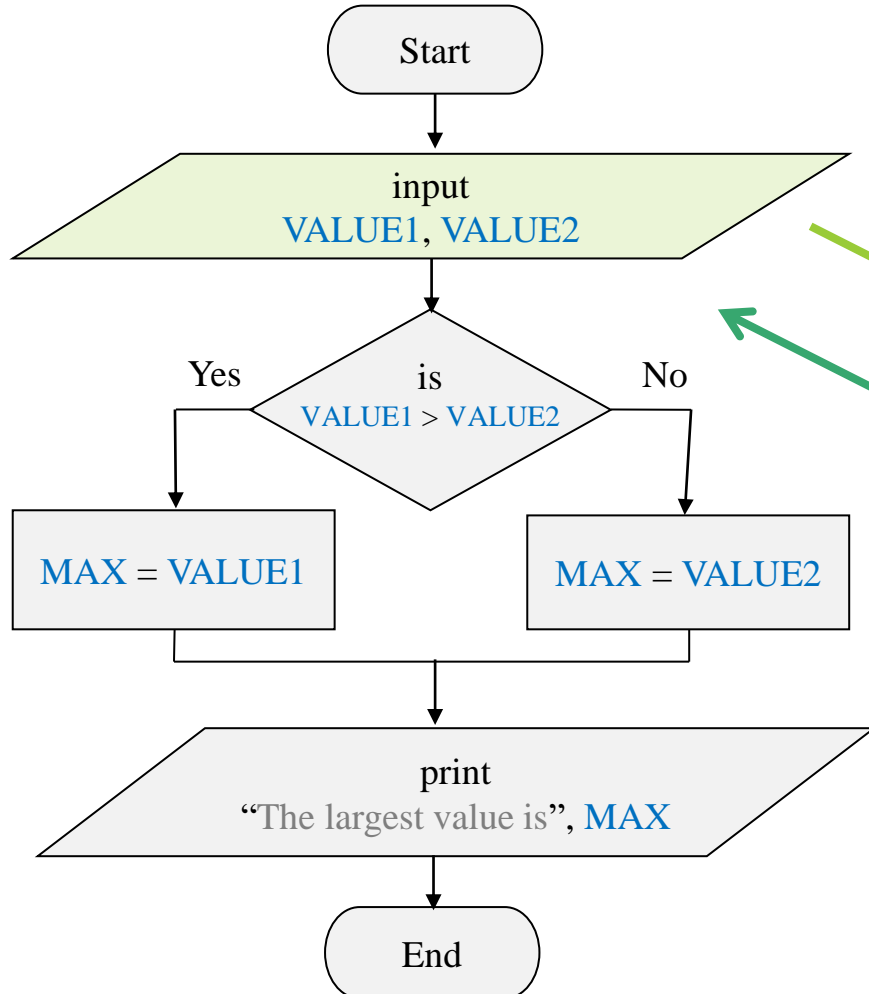 Start
input
VALUE1, VALUE2
Yes
is
No
VALUE1 > VALUE2
MAX = VALUE1
MAX = VALUE2
print
“The largest value is”, MAX
End